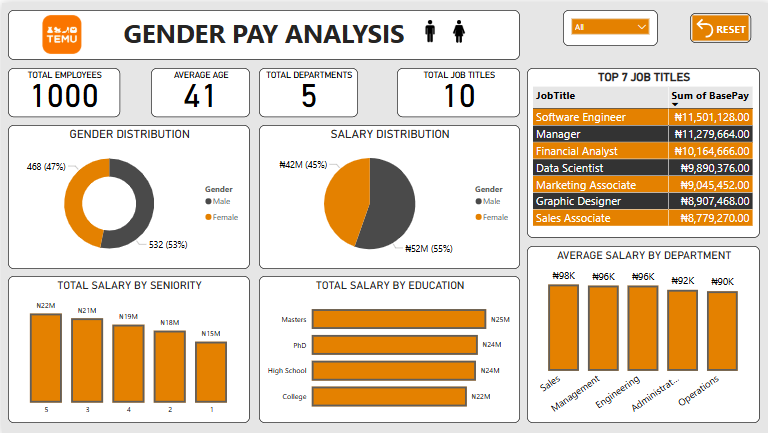 TEMU
GENDER PAY ANALYSIS
All
RESET
TOTAL EMPLOYEES
1000
AVERAGE AGE
41
TOTAL DEPARTMENTS
5
TOTAL JOB TITLES
10
TOP 7 JOB TITLES
JobTitle Sum of BasePay
Software Engineer ₦11,501,128.00
Manager ₦11,279,664.00
Financial Analyst ₦10,164,666.00
Data Scientist ₦9,890,376.00
Marketing Associate ₦9,045,452.00
Graphic Designer ₦8,907,468.00
Sales Associate ₦8,779,270.00
GENDER DISTRIBUTION
468 (47%)
532 (53%)
Gender
Male
Female
SALARY DISTRIBUTION
₦42M (45%)
₦52M (55%)
Gender
Male
Female
AVERAGE SALARY BY DEPARTMENT
₦98K ₦96K ₦96K ₦92K ₦90K
Sales Management Engineering Administrat... Operations
TOTAL SALARY BY SENIORITY
₦22M ₦21M ₦19M ₦18M ₦15M
5 3 4 2 1
TOTAL SALARY BY EDUCATION
Masters ₦25M
PhD ₦24M
High School ₦24M
College ₦22M